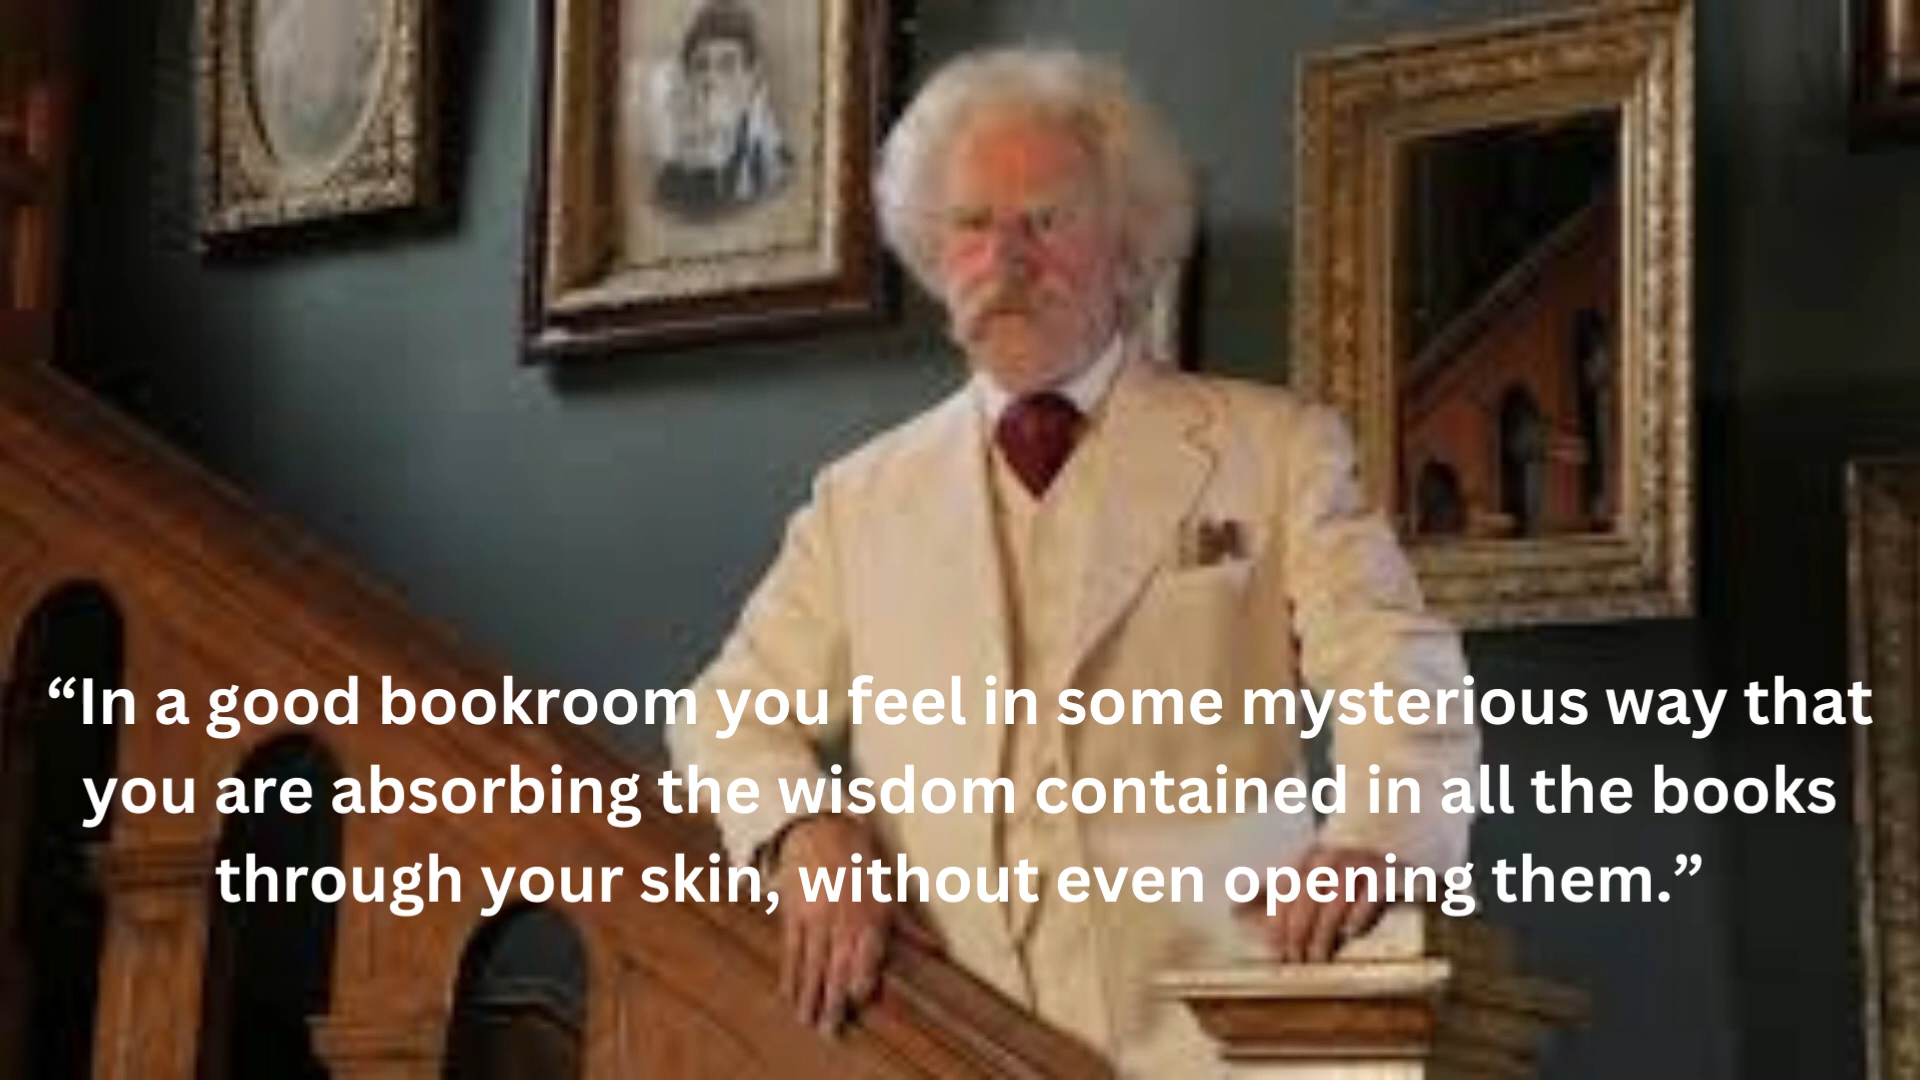 “In a good bookroom you feel in some mysterious way that
you are absorbing the wisdom contained in all the books
through your skin, without even opening them.”